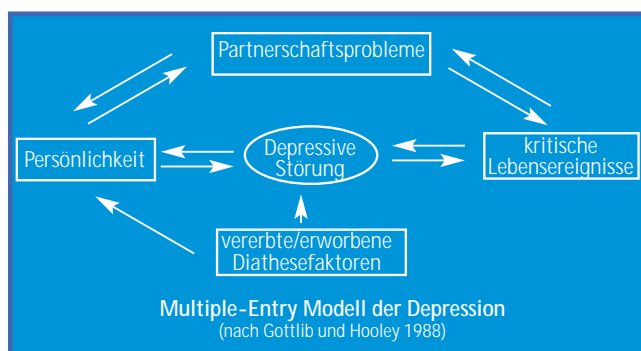 Partnerschaftsprobleme
Persönlichkeit
Depressive
Störung
kritische
Lebensereignisse
vererbte/erworbene
Diathesefaktoren
Multiple-Entry Modell der Depression
(nach Gottlib und Hooley 1988)